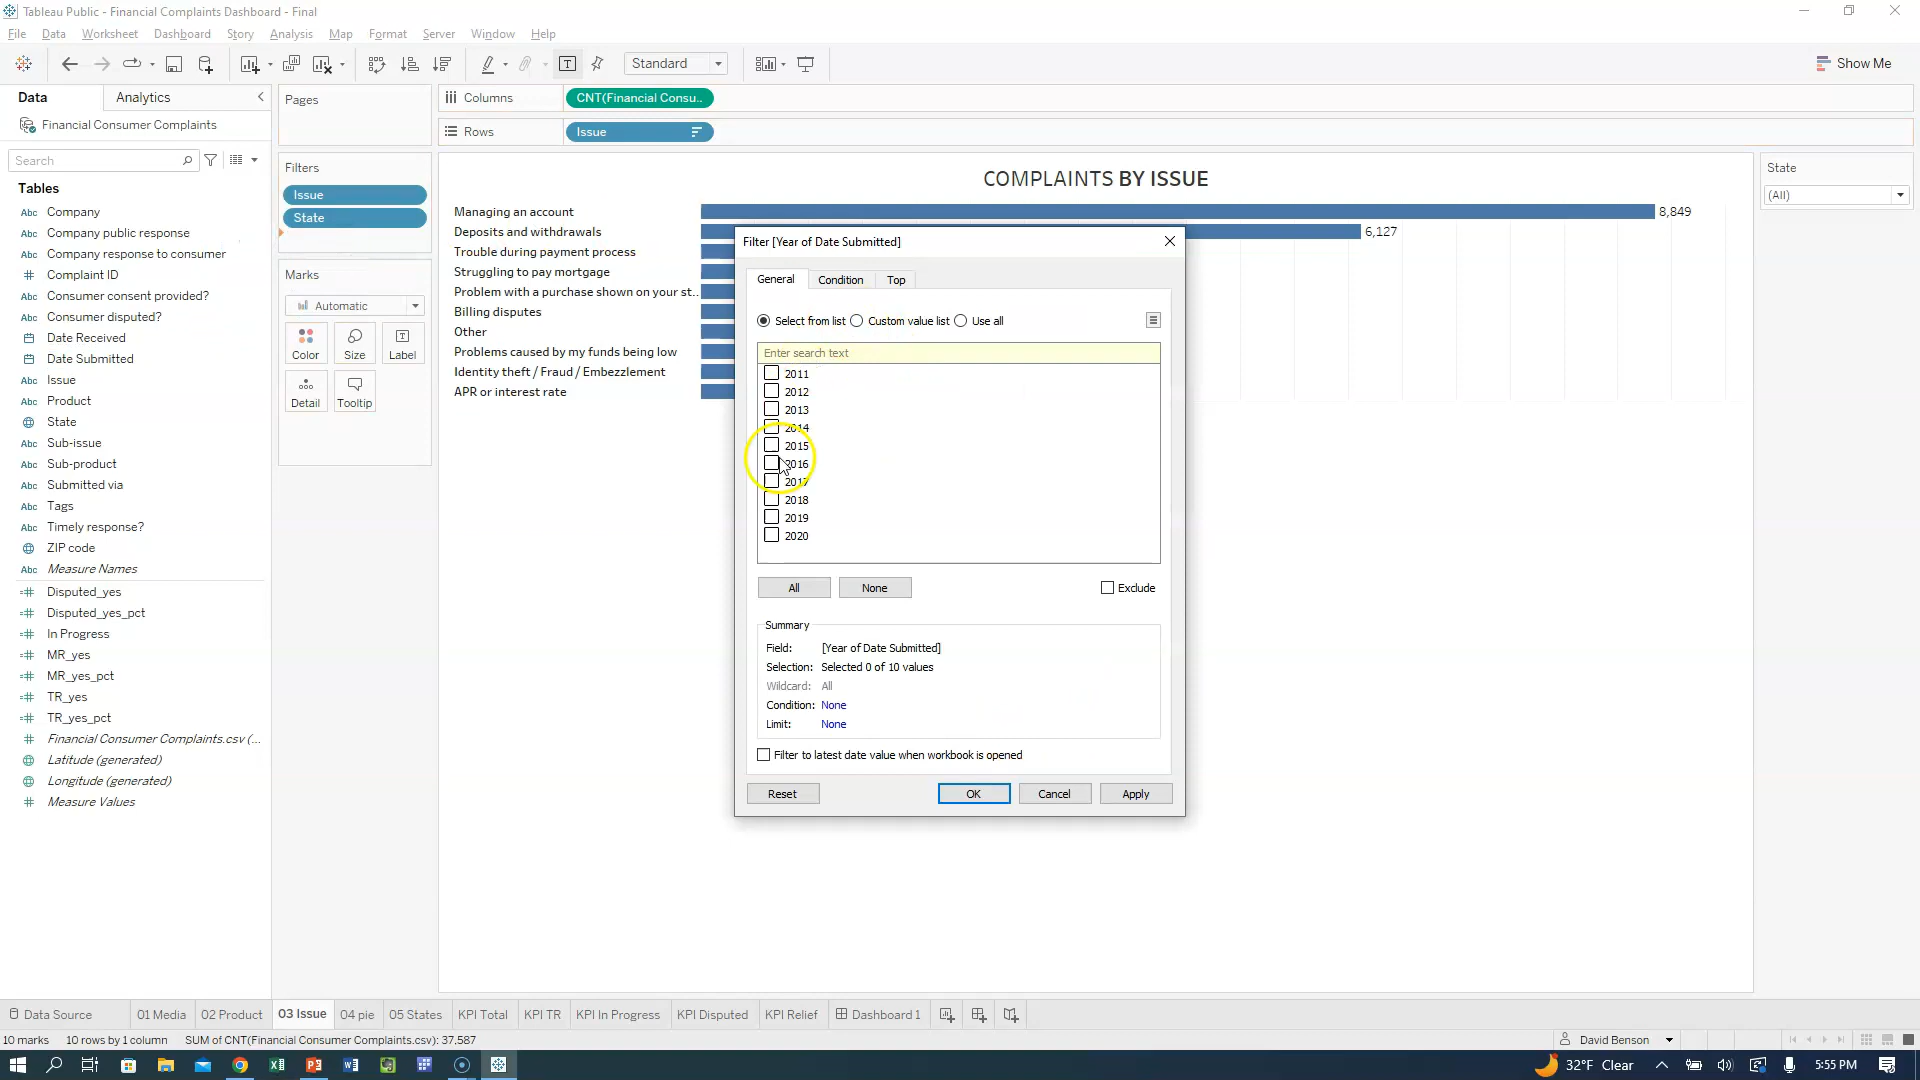 Tableau Public - Financial Complaints Dashboard - Final
File Data Worksheet Dashboard Story Analysis Map Format Server Window Help
Standard
Show Me
Data Analytics
Financial Consumer Complaints
Search
Tables
Abc Company
Abc Company public response
Abc Company response to consumer
# Complaint ID
Abc Consumer consent provided?
Abc Consumer disputed?
Date Received
Date Submitted
Abc Issue
Abc Product
State
Abc Sub-issue
Abc Sub-product
Abc Submitted via
Abc Tags
Abc Timely response?
ZIP code
Abc Measure Names
=# Disputed_yes
=# Disputed_yes_pct
=# In Progress
=# MR_yes
=# MR_yes_pct
=# TR_yes
=# TR_yes_pct
# Financial Consumer Complaints.csv (...
Latitude (generated)
Longitude (generated)
# Measure Values
Pages
Filters
Issue
State
Marks
Automatic
Color Size Label
Detail Tooltip
Columns CNT(Financial Consu..
Rows Issue
COMPLAINTS BY ISSUE
Managing an account 8,849
Deposits and withdrawals 6,127
Trouble during payment process
Struggling to pay mortgage
Problem with a purchase shown on your st..
Billing disputes
Other
Problems caused by my funds being low
Identity theft / Fraud / Embezzlement
APR or interest rate
State
(All)
Filter [Year of Date Submitted]
General Condition Top
Select from list Custom value list Use all
Enter search text
2011
2012
2013
2014
2015
2016
2017
2018
2019
2020
All None Exclude
Summary
Field: [Year of Date Submitted]
Selection: Selected 0 of 10 values
Wildcard: All
Condition: None
Limit: None
Filter to latest date value when workbook is opened
Reset OK Cancel Apply
Data Source 01 Media 02 Product 03 Issue 04 pie 05 States KPI Total KPI TR KPI In Progress KPI Disputed KPI Relief Dashboard 1
10 marks 10 rows by 1 column SUM of CNT(Financial Consumer Complaints.csv): 37,587
David Benson
32°F Clear
5:55 PM